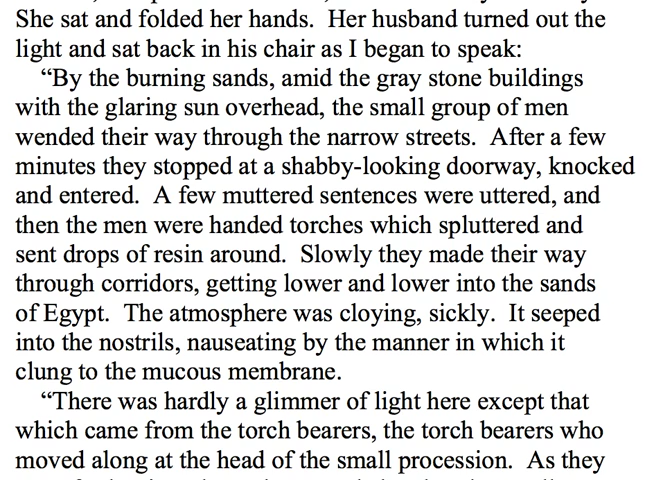 She sat and folded her hands.  Her husband turned out the
light and sat back in his chair as I began to speak:
“By the burning sands, amid the gray stone buildings
with the glaring sun overhead, the small group of men
wended their way through the narrow streets.  After a few
minutes they stopped at a shabby-looking doorway, knocked
and entered.  A few muttered sentences were uttered, and
then the men were handed torches which spluttered and
sent drops of resin around.  Slowly they made their way
through corridors, getting lower and lower into the sands
of Egypt.  The atmosphere was cloying, sickly.  It seeped
into the nostrils, nauseating by the manner in which it
clung to the mucous membrane.
“There was hardly a glimmer of light here except that
which came from the torch bearers, the torch bearers who
moved along at the head of the small procession.  As they